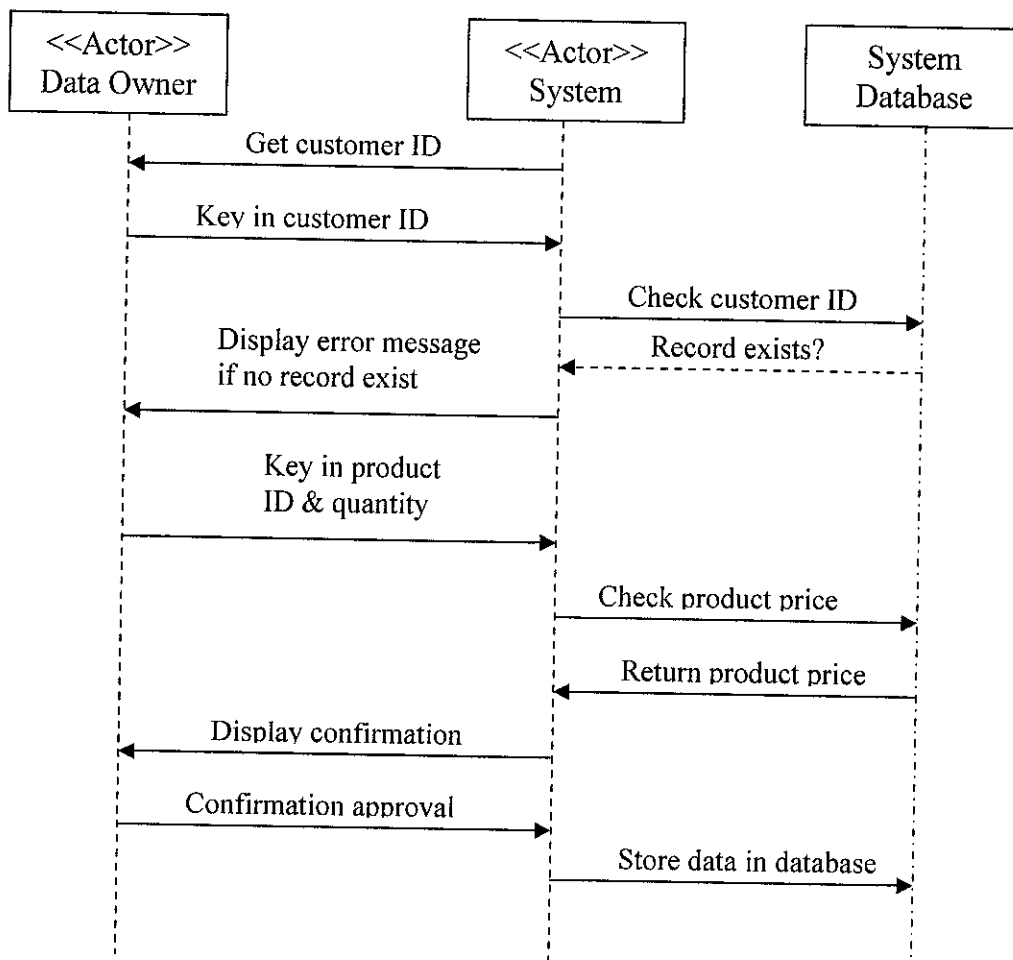 <<Actor>>
Data Owner
<<Actor>>
System
System
Database
Get customer ID
Key in customer ID
Check customer ID
Display error message
if no record exist
Record exists?
Key in product
ID & quantity
Check product price
Return product price
Display confirmation
Confirmation approval
Store data in database